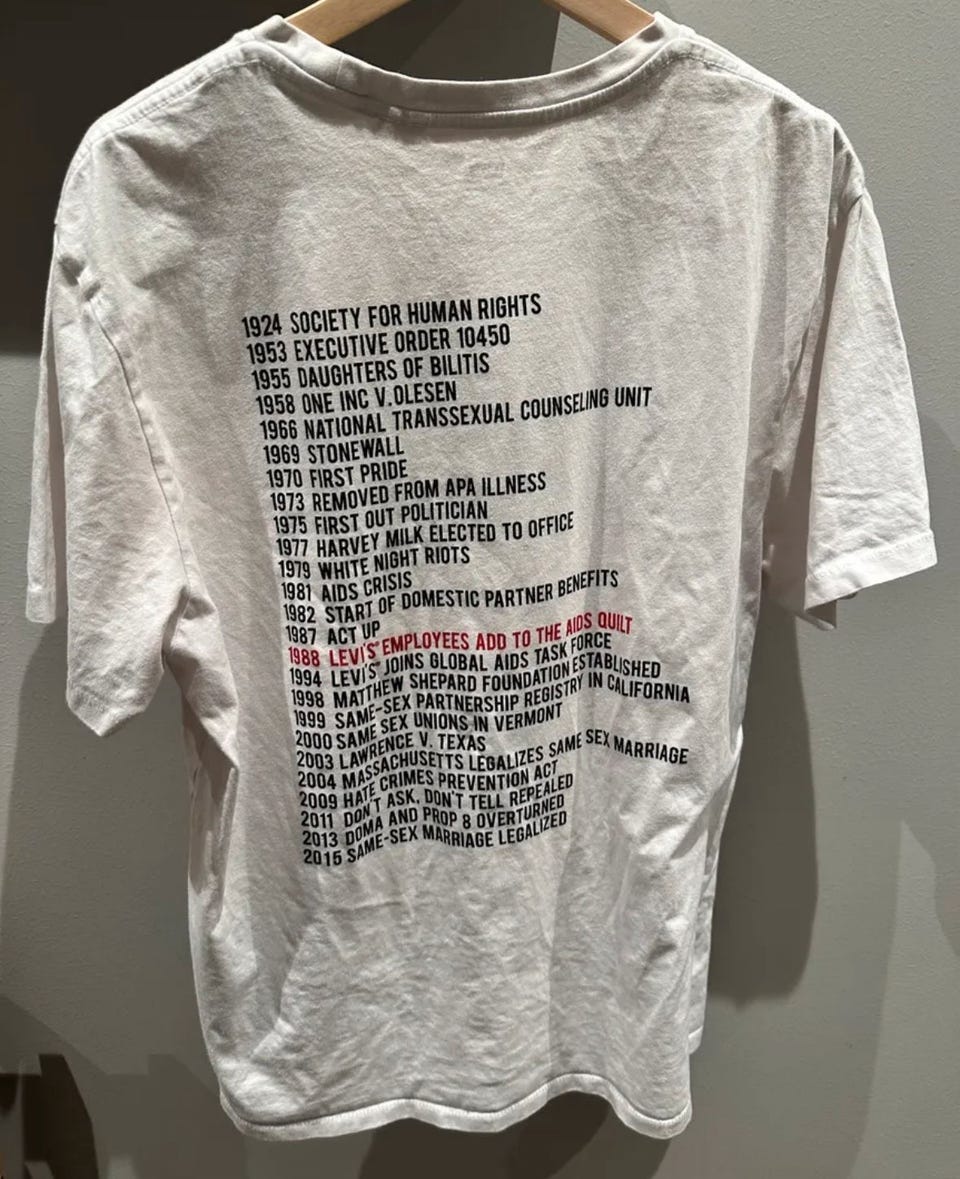 1924 SOCIETY FOR HUMAN RIGHTS
1953 EXECUTIVE ORDER 10450
1955 DAUGHTERS OF BILITIS
1958 ONE INC V.OLESEN
1966 NATIONAL TRANSSEXUAL COUNSELING UNIT
1969 STONEWALL
1970 FIRST PRIDE
1973 REMOVED FROM APA ILLNESS
1975 FIRST OUT POLITICIAN
1977 HARVEY MILK ELECTED TO OFFICE
1979 WHITE NIGHT RIOTS
1981 AIDS CRISIS
1982 START OF DOMESTIC PARTNER BENEFITS
1987 ACT UP
1988 LEVI'S® EMPLOYEES ADD TO THE AIDS QUILT
1994 LEVI'S® JOINS GLOBAL AIDS TASK FORCE
1998 MATTHEW SHEPARD FOUNDATION ESTABLISHED
1999 SAME-SEX PARTNERSHIP REGISTRY IN CALIFORNIA
2000 SAME SEX UNIONS IN VERMONT
2003 LAWRENCE V. TEXAS
2004 MASSACHUSETTS LEGALIZES SAME SEX MARRIAGE
2009 HATE CRIMES PREVENTION ACT
2011 DON'T ASK, DON'T TELL REPEALED
2013 DOMA AND PROP 8 OVERTURNED
2015 SAME-SEX MARRIAGE LEGALIZED